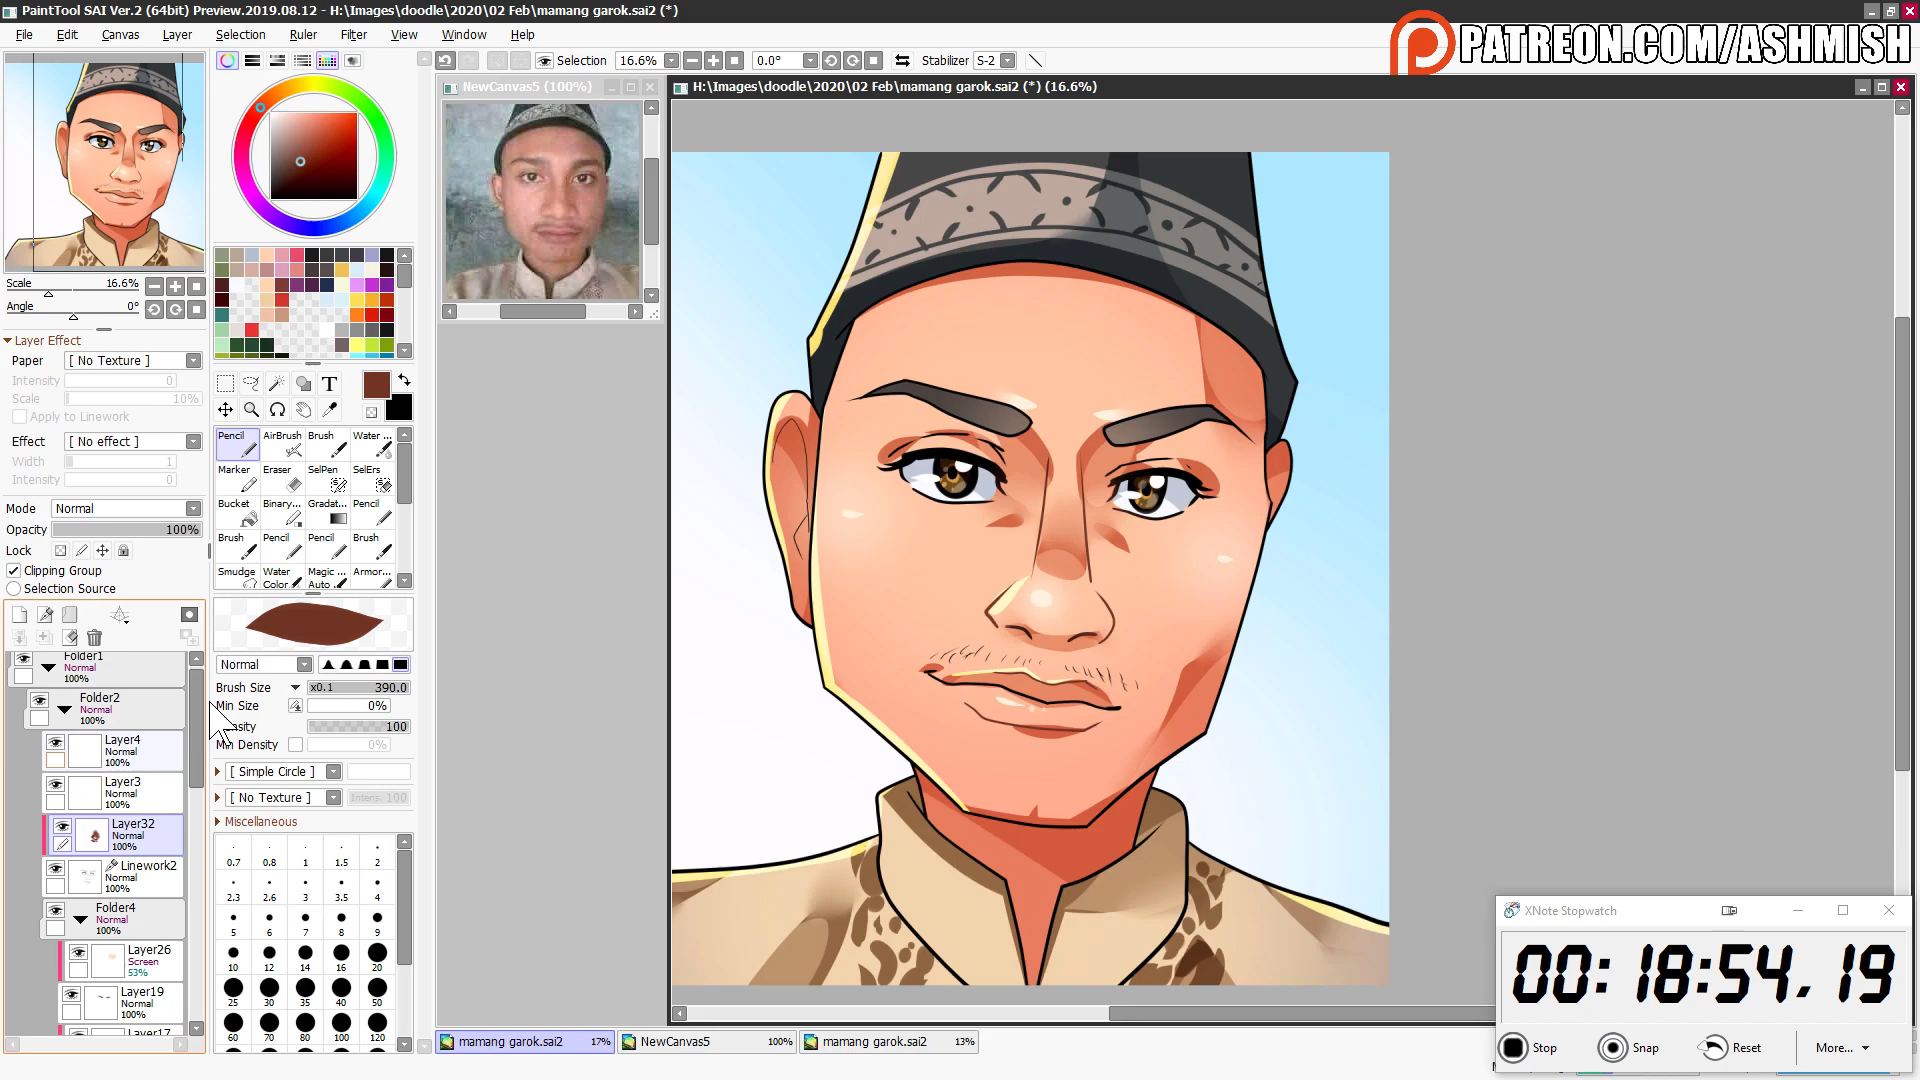 PaintTool SAI Ver.2 (64bit) Preview.2019.08.12 - H:\Images\doodle\2020\02 Feb\mamang garok.sai2 (*)
File Edit Canvas Layer Selection Ruler Filter View Window Help
PATREON.COM/ASHMISH
Selection 16.6% 0.0° Stabilizer S-2
NewCanvas5 (100%)
H:\Images\doodle\2020\02 Feb\mamang garok.sai2 (*) (16.6%)
Scale 16.6%
Angle 0°
Layer Effect
Paper [ No Texture ]
Intensity 0
Scale 10%
Apply to Linework
Effect [ No effect ]
Width 1
Intensity 0
Mode Normal
Opacity 100%
Lock
Clipping Group
Selection Source
Folder1
Normal
Folder2
Normal
100%
Layer4
Normal
100%
Layer3
Normal
100%
Layer32
Normal
100%
Linework2
Normal
100%
Folder4
Normal
100%
Layer26
Screen
53%
Layer19
Normal
100%
Layer17
T
Pencil AirBrush Brush Water ...
Marker Eraser SelPen SelErs
Bucket Binary... Gradat... Pencil
Brush Pencil Pencil Brush
Smudge Water Color Magic ... Auto Armor...
Normal
Brush Size x0.1 390.0
Min Size 0%
100
Min Density 0%
[ Simple Circle ]
[ No Texture ] Intens. 100
Miscellaneous
0.7 0.8 1 1.5 2
2.3 2.6 3 3.5 4
5 6 7 8 9
10 12 14 16 20
25 30 35 40 50
60 70 80 100 120
mamang garok.sai2 17% NewCanvas5 100% mamang garok.sai2 13%
XNote Stopwatch
00:18:54.19
Stop Snap Reset More...